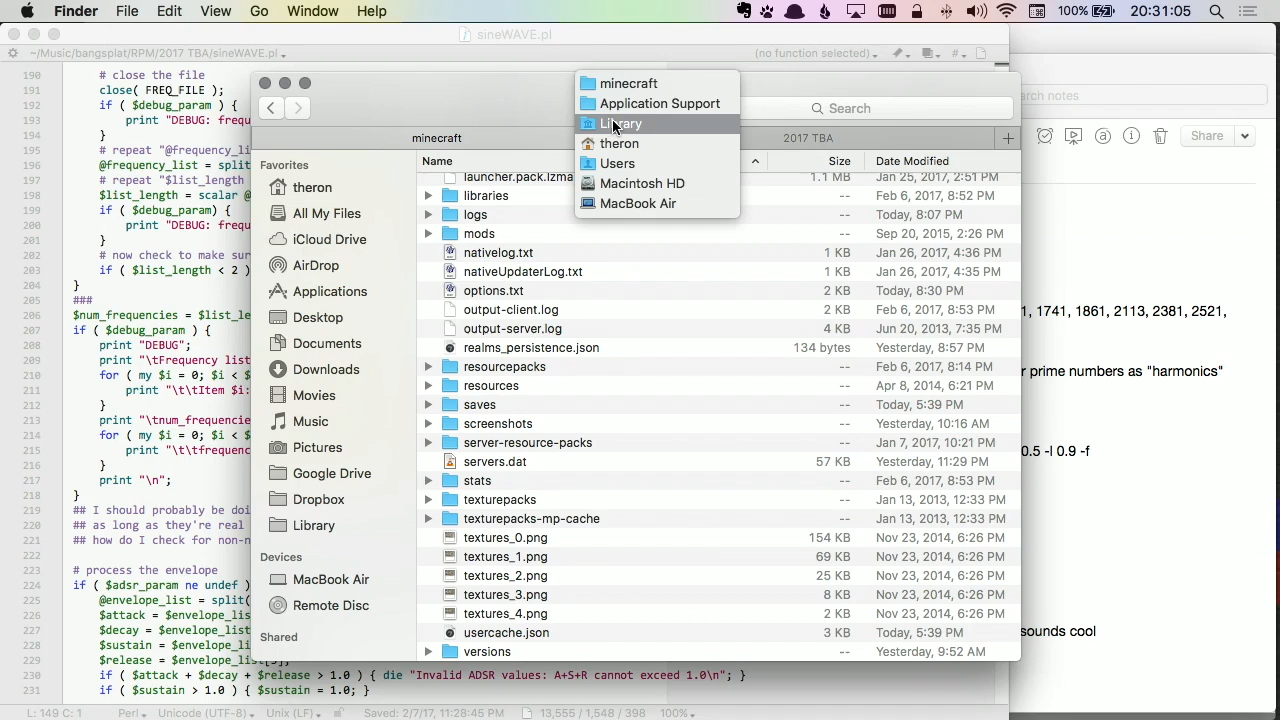 Finder File Edit View Go Window Help 100% 20:31:05
sineWAVE.pl
~/Music/bangsplat/RPM/2017 TBA/sineWAVE.pl (no function selected) #
190 # close the file
191 close( FREQ_FILE );
192 if ( $debug_param ) {
193 print "DEBUG: frequ
194 }
195 # repeat "@frequency_li
196 @frequency_list = split
197 # repeat "$list_length
198 $list_length = scalar @
199 if ( $debug_param) {
200 print "DEBUG: frequ
201 }
202 # now check to make sur
203 if ( $list_length < 2 )
204 }
205 ###
206 $num_frequencies = $list_le
207 if ( $debug_param ) {
208 print "DEBUG";
209 print "\tFrequency list
210 for ( my $i = 0; $i < $
211 print "\t\tItem $i:
212 }
213 print "\tnum_frequencie
214 for ( my $i = 0; $i < $
215 print "\t\tfrequenc
216 }
217 print "\n";
218 }
219 ## I should probably be doi
220 ## as long as they're real
221 ## how do I check for non-n
222
223 # process the envelope
224 if ( $adsr_param ne undef )
225 @envelope_list = split(
226 $attack = $envelope_lis
227 $decay = $envelope_list
228 $sustain = $envelope_li
229 $release = $envelope_list[3];
230 if ( $attack + $decay + $release > 1.0 ) { die "Invalid ADSR values: A+S+R cannot exceed 1.0\n"; }
231 if ( $sustain > 1.0 ) { $sustain = 1.0; }
L: 149 C: 1 Perl Unicode (UTF-8) Unix (LF) Saved: 2/7/17, 11:28:45 PM 13,555 / 1,548 / 398 100%
minecraft
Application Support
Library
theron
Users
Macintosh HD
MacBook Air
Search
minecraft 2017 TBA
Favorites
theron
All My Files
iCloud Drive
AirDrop
Applications
Desktop
Documents
Downloads
Movies
Music
Pictures
Google Drive
Dropbox
Library
Devices
MacBook Air
Remote Disc
Shared
Name Size Date Modified
launcher.pack.lzma 1.1 MB Jan 25, 2017, 2:51 PM
libraries -- Feb 6, 2017, 8:52 PM
logs -- Today, 8:07 PM
mods -- Sep 20, 2015, 2:26 PM
nativelog.txt 1 KB Jan 26, 2017, 4:36 PM
nativeUpdaterLog.txt 1 KB Jan 26, 2017, 4:35 PM
options.txt 2 KB Today, 8:30 PM
output-client.log 2 KB Feb 6, 2017, 8:53 PM
output-server.log 4 KB Jun 20, 2013, 7:35 PM
realms_persistence.json 134 bytes Yesterday, 8:57 PM
resourcepacks -- Feb 6, 2017, 8:14 PM
resources -- Apr 8, 2014, 6:21 PM
saves -- Today, 5:39 PM
screenshots -- Yesterday, 10:16 AM
server-resource-packs -- Jan 7, 2017, 10:21 PM
servers.dat 57 KB Yesterday, 11:29 PM
stats -- Feb 6, 2017, 8:53 PM
texturepacks -- Jan 13, 2013, 12:33 PM
texturepacks-mp-cache -- Jan 13, 2013, 12:33 PM
textures_0.png 154 KB Nov 23, 2014, 6:26 PM
textures_1.png 69 KB Nov 23, 2014, 6:26 PM
textures_2.png 25 KB Nov 23, 2014, 6:26 PM
textures_3.png 8 KB Nov 23, 2014, 6:26 PM
textures_4.png 2 KB Nov 23, 2014, 6:26 PM
usercache.json 3 KB Today, 5:39 PM
versions -- Yesterday, 9:52 AM
arch notes
Share
1, 1741, 1861, 2113, 2381, 2521,
r prime numbers as "harmonics"
0.5 -l 0.9 -f
sounds cool